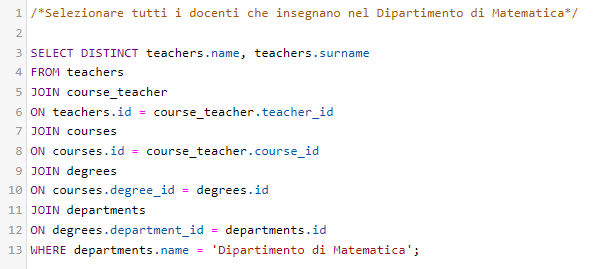 1 /*Selezionare tutti i docenti che insegnano nel Dipartimento di Matematica*/
2
3 SELECT DISTINCT teachers.name, teachers.surname
4 FROM teachers
5 JOIN course_teacher
6 ON teachers.id = course_teacher.teacher_id
7 JOIN courses
8 ON courses.id = course_teacher.course_id
9 JOIN degrees
10 ON courses.degree_id = degrees.id
11 JOIN departments
12 ON degrees.department_id = departments.id
13 WHERE departments.name = 'Dipartimento di Matematica';